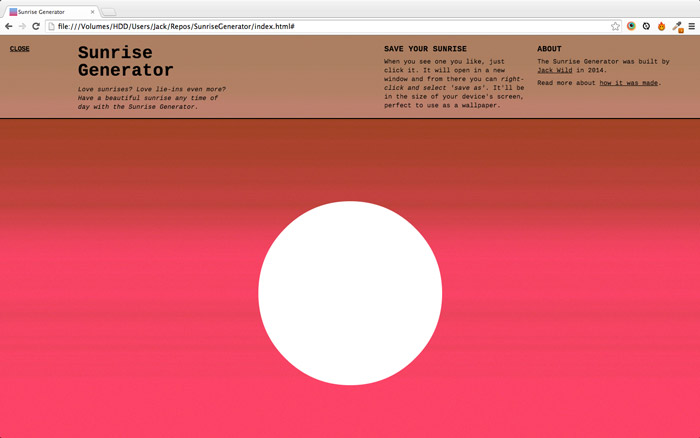 Sunrise Generator
file:///Volumes/HDD/Users/Jack/Repos/SunriseGenerator/index.html#
CLOSE
Sunrise
Generator
Love sunrises? Love lie-ins even more?
Have a beautiful sunrise any time of
day with the Sunrise Generator.
SAVE YOUR SUNRISE
When you see one you like, just
click it. It will open in a new
window and from there you can right-
click and select 'save as'. It'll be
in the size of your device's screen,
perfect to use as a wallpaper.
ABOUT
The Sunrise Generator was built by
Jack Wild in 2014.
Read more about how it was made.